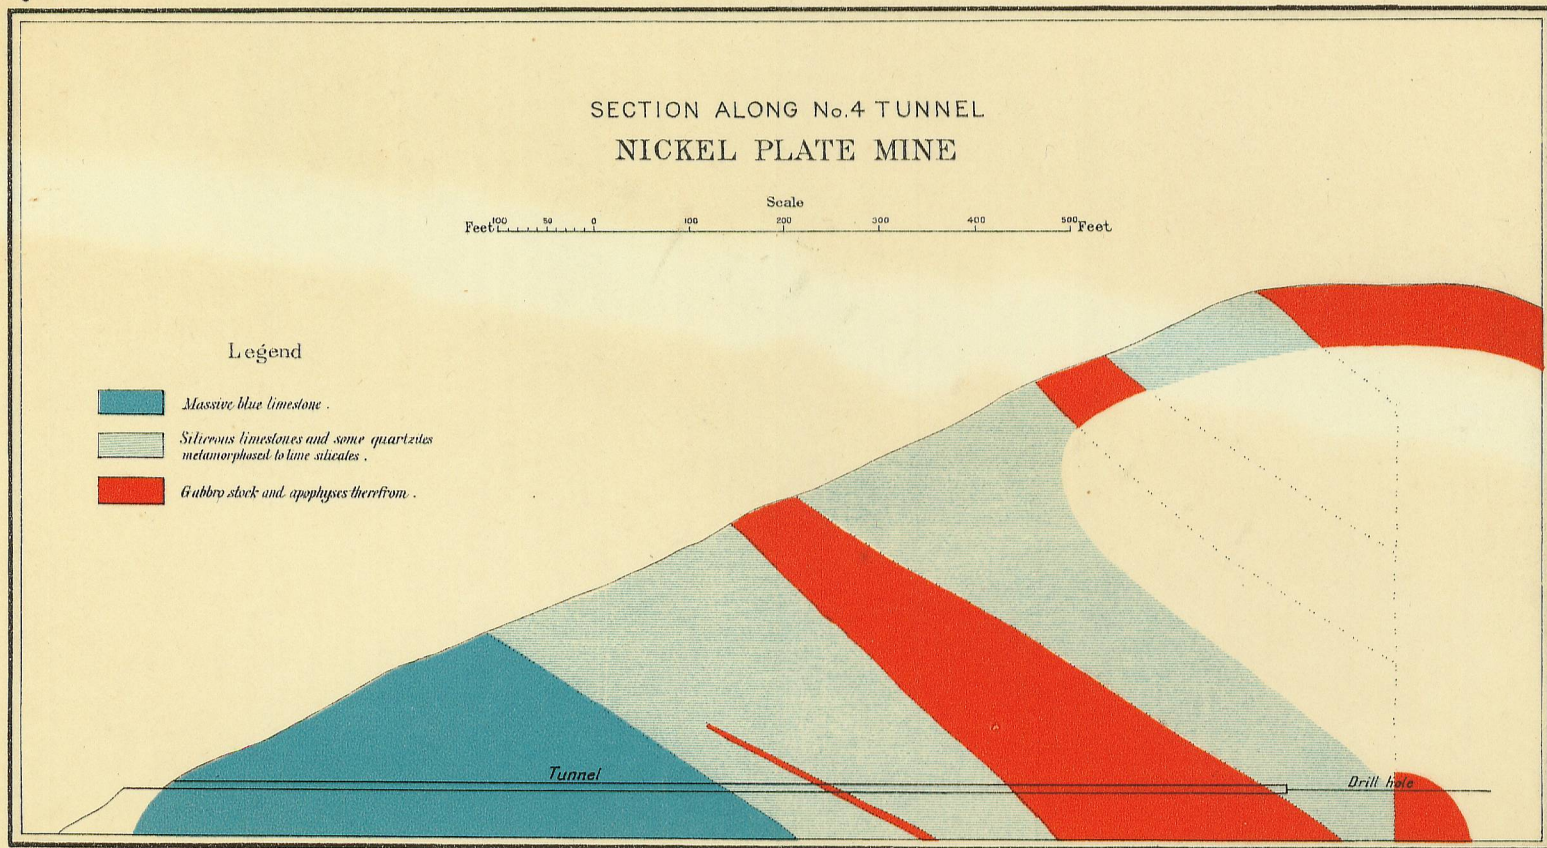 SECTION ALONG No.4 TUNNEL
NICKEL PLATE MINE
Scale
Feet 100 50 0 100 200 300 400 500 Feet
Legend
Massive blue limestone.
Siliceous limestones and some quartzites
metamorphosed to lime silicates.
Gabbro stock and apophyses therefrom.
Tunnel
Drill hole